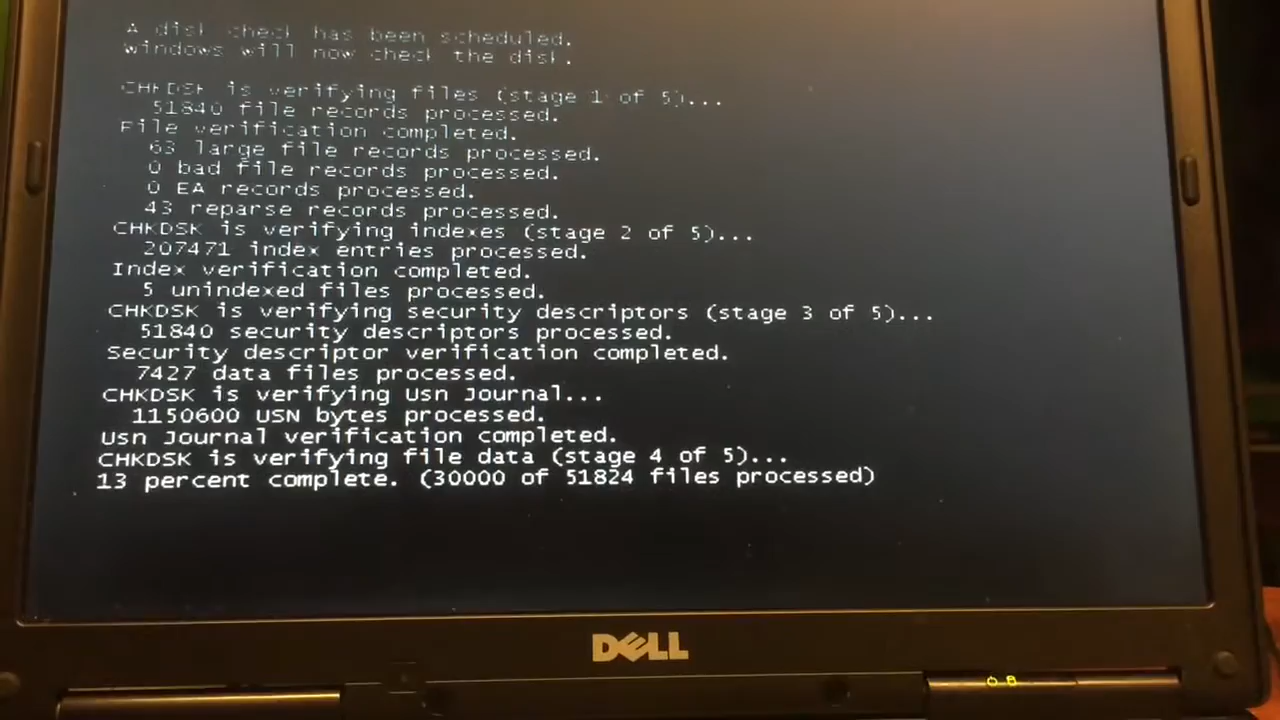 A disk check has been scheduled.
Windows will now check the disk.
CHKDSK is verifying files (stage 1 of 5)...
51840 file records processed.
File verification completed.
63 large file records processed.
0 bad file records processed.
0 EA records processed.
43 reparse records processed.
CHKDSK is verifying indexes (stage 2 of 5)...
207471 index entries processed.
Index verification completed.
5 unindexed files processed.
CHKDSK is verifying security descriptors (stage 3 of 5)...
51840 security descriptors processed.
Security descriptor verification completed.
7427 data files processed.
CHKDSK is verifying Usn Journal...
1150600 USN bytes processed.
Usn Journal verification completed.
CHKDSK is verifying file data (stage 4 of 5)...
13 percent complete. (30000 of 51824 files processed)
DELL